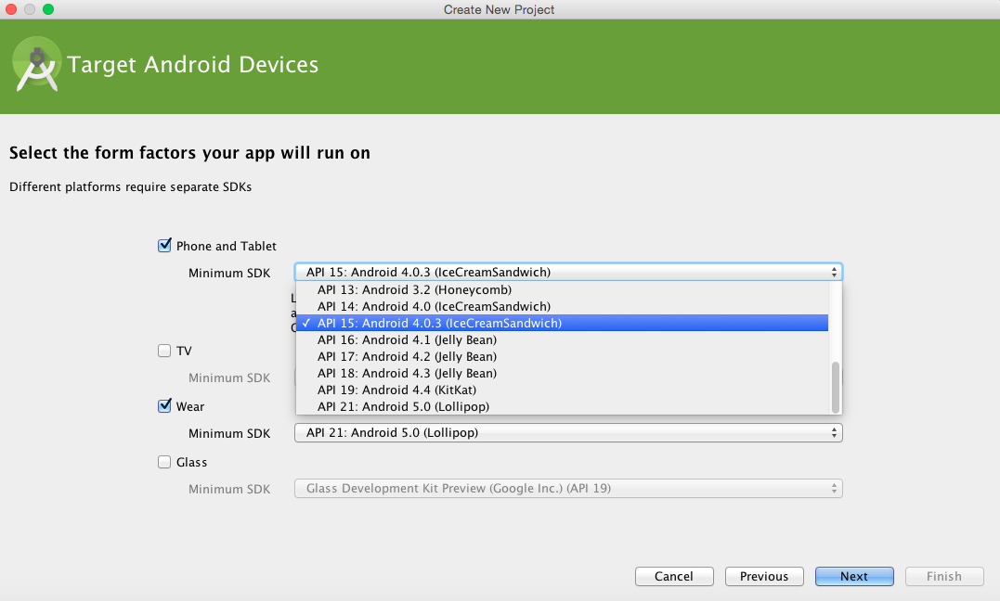 Create New Project
Target Android Devices
Select the form factors your app will run on
Different platforms require separate SDKs
Phone and Tablet
Minimum SDK
API 15: Android 4.0.3 (IceCreamSandwich)
API 13: Android 3.2 (Honeycomb)
API 14: Android 4.0 (IceCreamSandwich)
✓ API 15: Android 4.0.3 (IceCreamSandwich)
API 16: Android 4.1 (Jelly Bean)
API 17: Android 4.2 (Jelly Bean)
API 18: Android 4.3 (Jelly Bean)
API 19: Android 4.4 (KitKat)
API 21: Android 5.0 (Lollipop)
TV
Minimum SDK
Wear
Minimum SDK
API 21: Android 5.0 (Lollipop)
Glass
Minimum SDK
Glass Development Kit Preview (Google Inc.) (API 19)
Cancel
Previous
Next
Finish